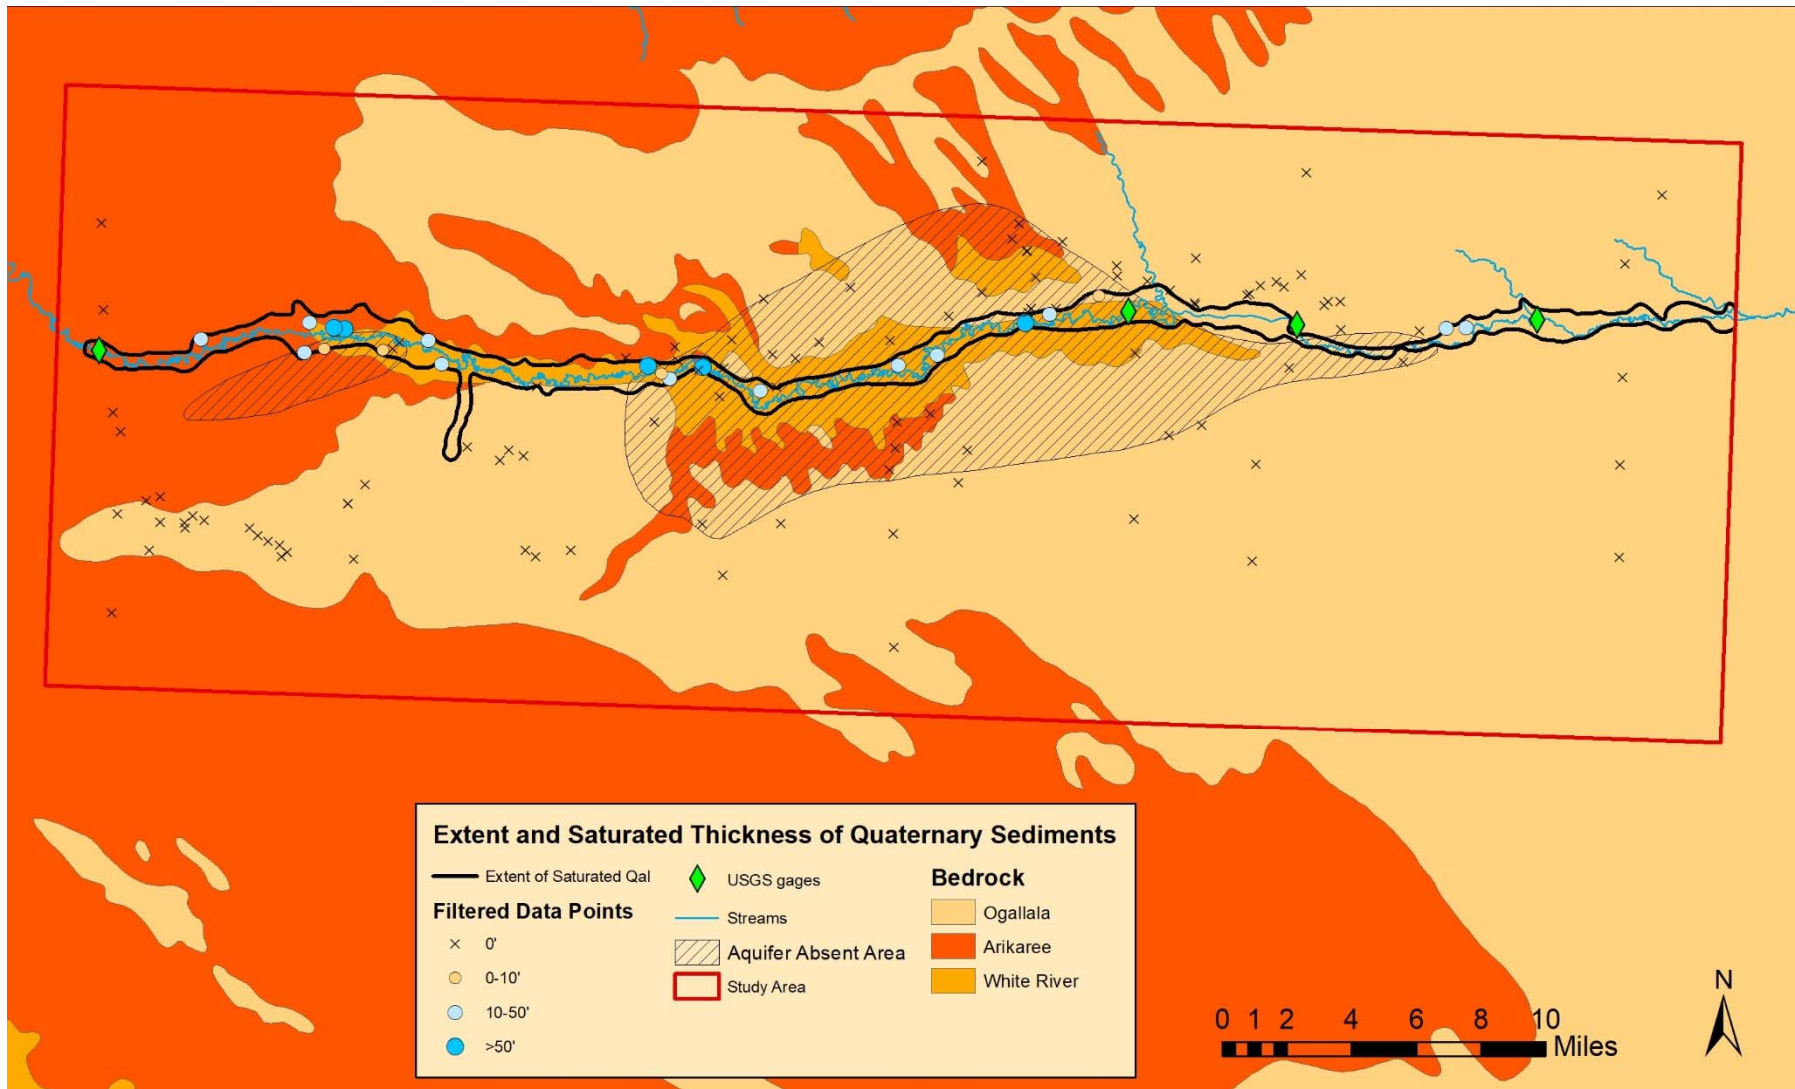 Extent and Saturated Thickness of Quaternary Sediments
Extent of Saturated Qal
Filtered Data Points
0'
0-10'
10-50'
>50'
USGS gages
Streams
Aquifer Absent Area
Study Area
Bedrock
Ogallala
Arikaree
White River
0 1 2 4 6 8 10
Miles
N